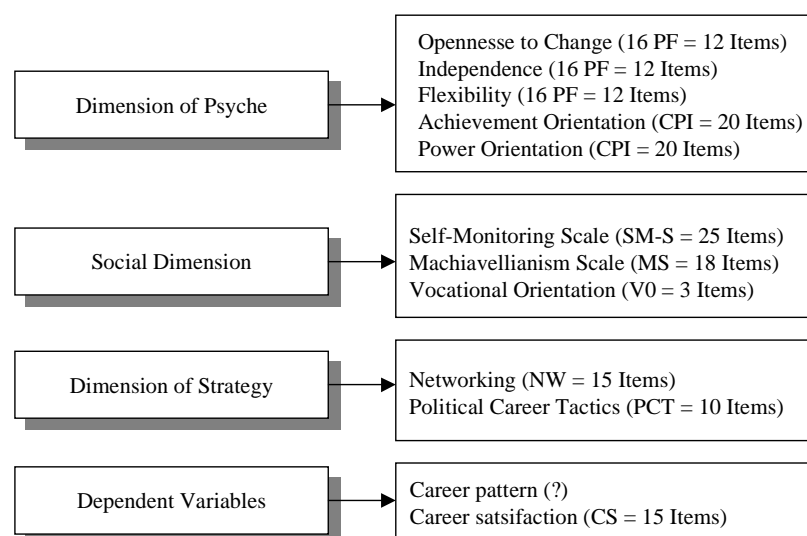 Dimension of Psyche
Opennesse to Change (16 PF = 12 Items)
Independence (16 PF = 12 Items)
Flexibility (16 PF = 12 Items)
Achievement Orientation (CPI = 20 Items)
Power Orientation (CPI = 20 Items)
Social Dimension
Self-Monitoring Scale (SM-S = 25 Items)
Machiavellianism Scale (MS = 18 Items)
Vocational Orientation (V0 = 3 Items)
Dimension of Strategy
Networking (NW = 15 Items)
Political Career Tactics (PCT = 10 Items)
Dependent Variables
Career pattern (?)
Career satsifaction (CS = 15 Items)